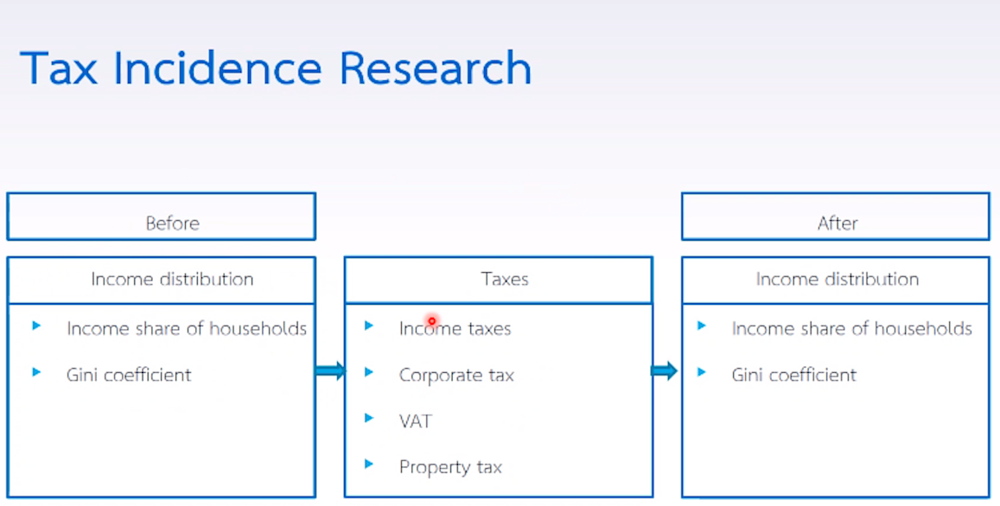 Tax Incidence Research
Before
After
Income distribution
Income share of households
Gini coefficient
Taxes
Income taxes
Corporate tax
VAT
Property tax
Income distribution
Income share of households
Gini coefficient